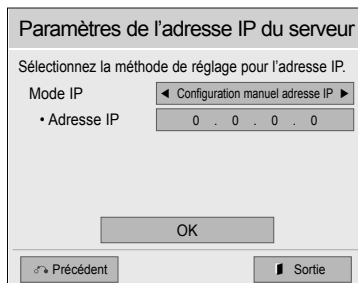 Paramètres de l'adresse IP du serveur
Sélectionnez la méthode de réglage pour l'adresse IP.
Mode IP ◀ Configuration manuel adresse IP ▶
• Adresse IP 0 . 0 . 0 . 0
OK
Précédent Sortie